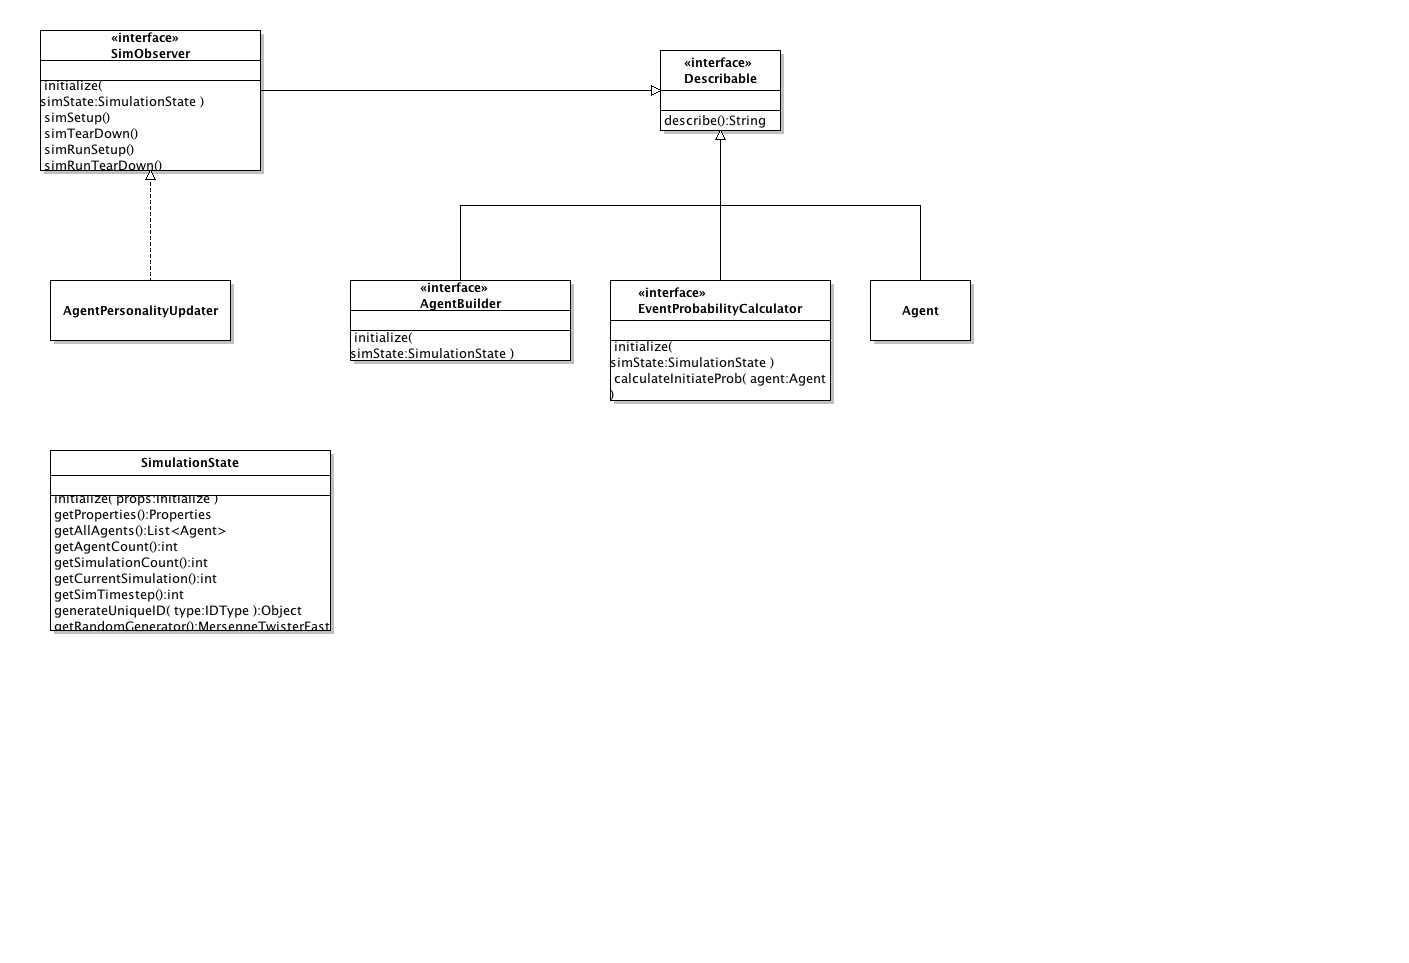 «interface»
SimObserver
initialize(
simState:SimulationState )
simSetup()
simTearDown()
simRunSetup()
simRunTearDown()
«interface»
Describable
describe():String
AgentPersonalityUpdater
«interface»
AgentBuilder
initialize(
simState:SimulationState )
«interface»
EventProbabilityCalculator
initialize(
simState:SimulationState )
calculateInitiateProb( agent:Agent
)
Agent
SimulationState
initialize( props:Initialize )
getProperties():Properties
getAllAgents():List<Agent>
getAgentCount():int
getSimulationCount():int
getCurrentSimulation():int
getSimTimestep():int
generateUniqueID( type:IDType ):Object
getRandomGenerator():MersenneTwisterFast